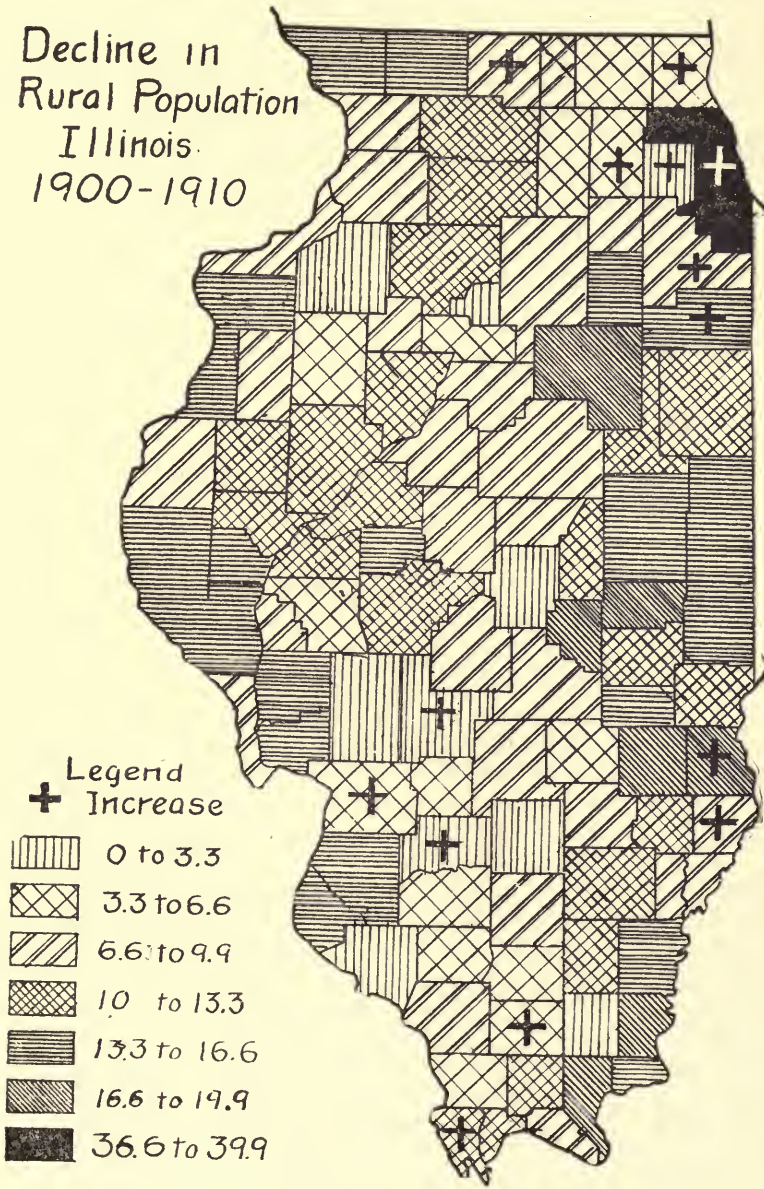 Decline in
Rural Population
Illinois
1900-1910
Legend
+ Increase
0 to 3.3
3.3 to 6.6
6.6 to 9.9
10 to 13.3
13.3 to 16.6
16.6 to 19.9
36.6 to 39.9